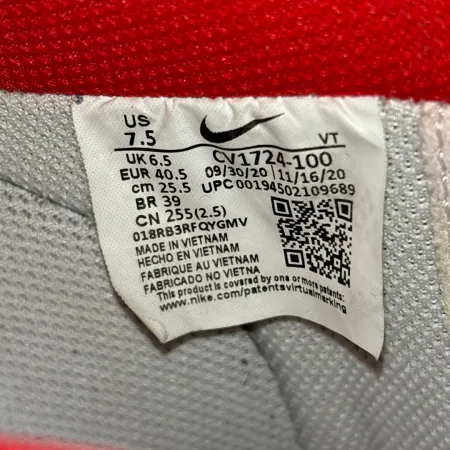 US
7.5
VT
UK 6.5 CV1724-100
EUR 40.5 09/30/20 11/16/20
cm 25.5 UPC 00194502109689
BR 39
CN 255(2.5)
018RB3RFQYGMV
MADE IN VIETNAM
HECHO EN VIETNAM
FABRIQUE AU VIETNAM
FABRICADO NO VIETNAM
This product is covered by one or more patents
www.nike.com/patentsvirtualmarking